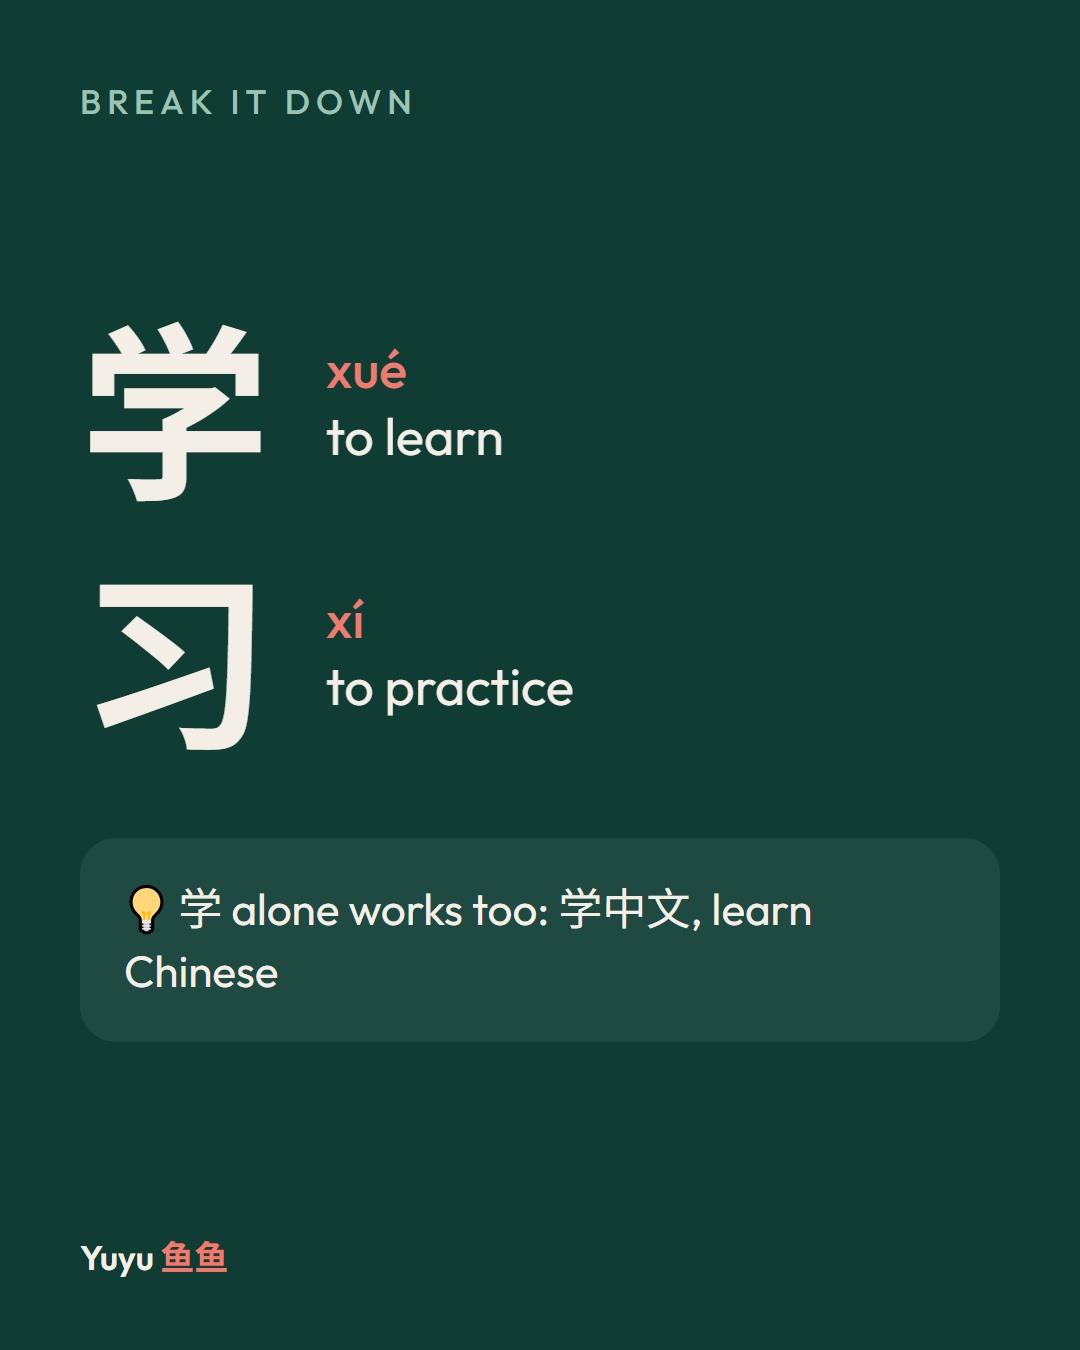 BREAK IT DOWN
学
xué
to learn
习
xí
to practice
💡 学 alone works too: 学中文, learn
Chinese
Yuyu 鱼鱼